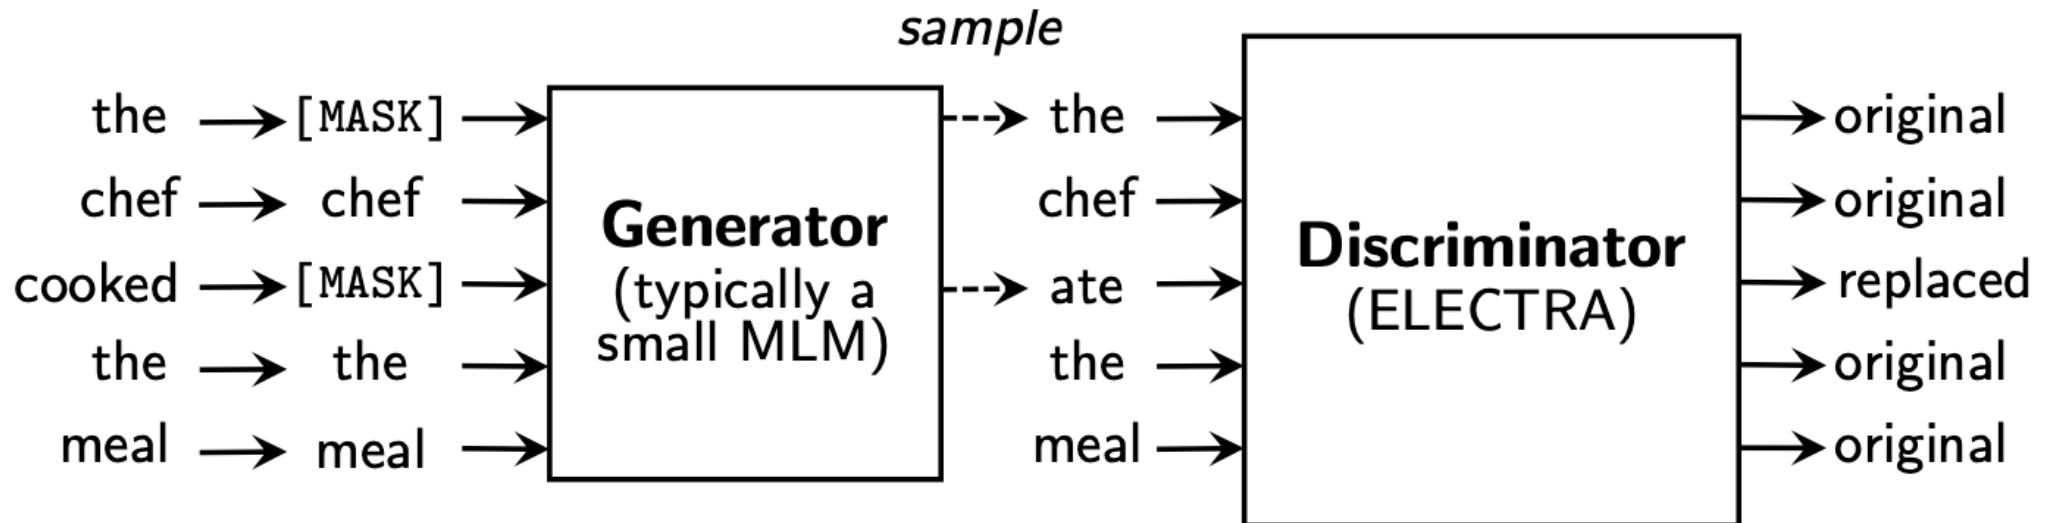 sample
the [MASK] the original
chef chef chef original
cooked [MASK] ate replaced
the the the original
meal meal meal original
Generator
(typically a
small MLM)
Discriminator
(ELECTRA)